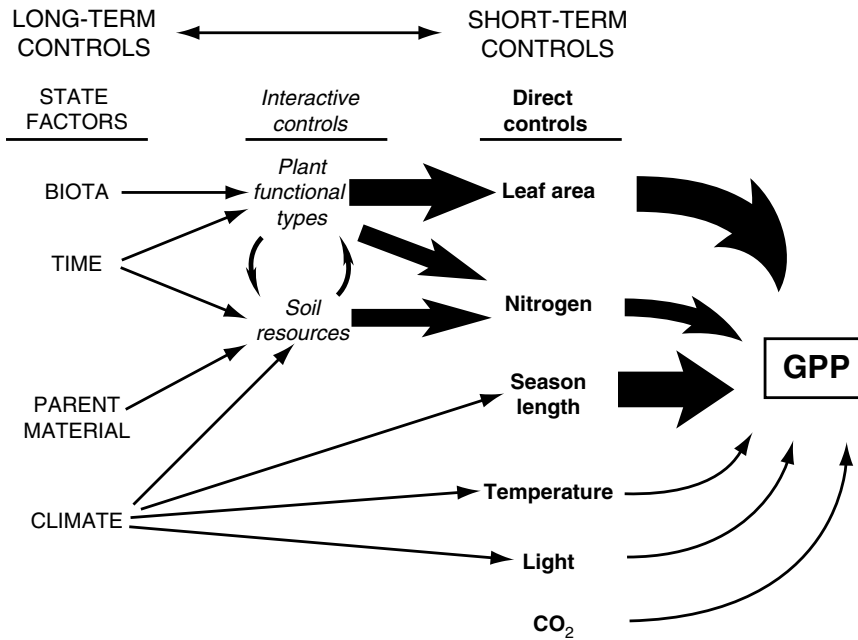 LONG-TERM
CONTROLS
SHORT-TERM
CONTROLS
STATE
FACTORS
Interactive
controls
Direct
controls
BIOTA
Plant
functional
types
Leaf area
TIME
Soil
resources
Nitrogen
GPP
PARENT
MATERIAL
Season
length
CLIMATE
Temperature
Light
CO₂